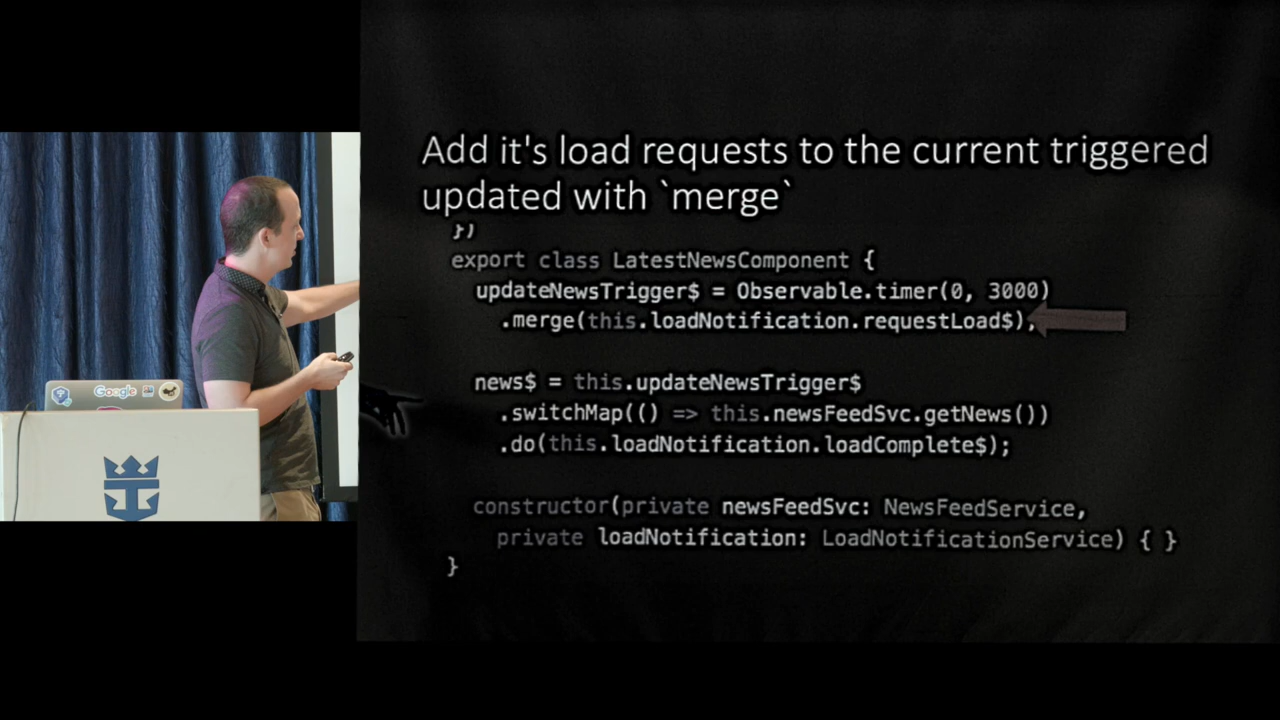 Add it's load requests to the current triggered
updated with `merge`
})
export class LatestNewsComponent {
updateNewsTrigger$ = Observable.timer(0, 3000)
.merge(this.loadNotification.requestLoad$);
news$ = this.updateNewsTrigger$
.switchMap(() => this.newsFeedSvc.getNews())
.do(this.loadNotification.loadComplete$);
constructor(private newsFeedSvc: NewsFeedService,
private loadNotification: LoadNotificationService) { }
}
Google